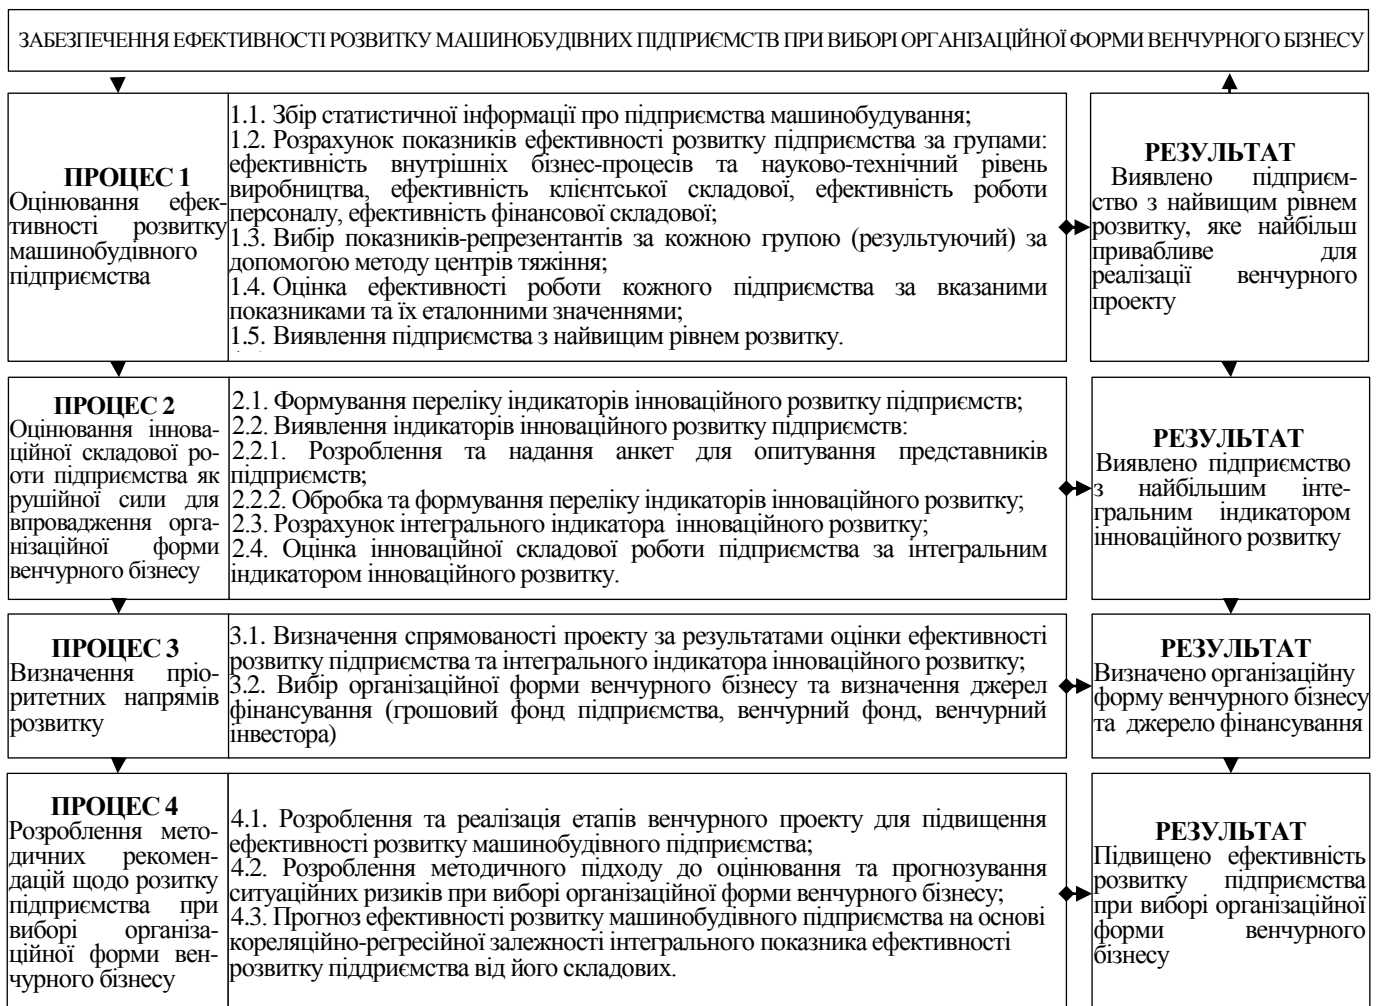 ЗАБЕЗПЕЧЕННЯ ЕФЕКТИВНОСТІ РОЗВИТКУ МАШИНОБУДІВНИХ ПІДПРИЄМСТВ ПРИ ВИБОРІ ОРГАНІЗАЦІЙНОЇ ФОРМИ ВЕНЧУРНОГО БІЗНЕСУ
ПРОЦЕС 1
Оцінювання ефек-
тивності розвитку
машинобудівного
підприємства
1.1. Збір статистичної інформації про підприємства машинобудування;
1.2. Розрахунок показників ефективності розвитку підприємства за групами:
ефективність внутрішніх бізнес-процесів та науково-технічний рівень
виробництва, ефективність клієнтської складової, ефективність роботи
персоналу, ефективність фінансової складової;
1.3. Вибір показників-репрезентантів за кожною групою (результуючий) за
допомогою методу центрів тяжіння;
1.4. Оцінка ефективності роботи кожного підприємства за вказаними
показниками та їх еталонними значеннями;
1.5. Виявлення підприємства з найвищим рівнем розвитку.
РЕЗУЛЬТАТ
Виявлено підприєм-
ство з найвищим рівнем
розвитку, яке найбільш
привабливе для
реалізації венчурного
проекту
ПРОЦЕС 2
Оцінювання іннова-
ційної складової ро-
оти підприємства як
рушійної сили для
впровадження орга-
нізаційної форми
венчурного бізнесу
2.1. Формування переліку індикаторів інноваційного розвитку підприємств;
2.2. Виявлення індикаторів інноваційного розвитку підприємств:
2.2.1. Розроблення та надання анкет для опитування представників
підприємств;
2.2.2. Обробка та формування переліку індикаторів інноваційного розвитку;
2.3. Розрахунок інтегрального індикатора інноваційного розвитку;
2.4. Оцінка інноваційної складової роботи підприємства за інтегральним
індикатором інноваційного розвитку.
РЕЗУЛЬТАТ
Виявлено підприємство
з найбільшим інте-
гральним індикатором
інноваційного розвитку
ПРОЦЕС 3
Визначення пріо-
ритетних напрямів
розвитку
3.1. Визначення спрямованості проекту за результатами оцінки ефективності
розвитку підприємства та інтегрального індикатора інноваційного розвитку;
3.2. Вибір організаційної форми венчурного бізнесу та визначення джерел
фінансування (грошовий фонд підприємства, венчурний фонд, венчурний
інвестора)
РЕЗУЛЬТАТ
Визначено організаційну
форму венчурного бізнесу
та джерело фінансування
ПРОЦЕС 4
Розроблення мето-
дичних рекомен-
дацій щодо розитку
підприємства при
виборі організа-
ційної форми вен-
чурного бізнесу
4.1. Розроблення та реалізація етапів венчурного проекту для підвищення
ефективності розвитку машинобудівного підприємства;
4.2. Розроблення методичного підходу до оцінювання та прогнозування
ситуаційних ризиків при виборі організаційної форми венчурного бізнесу;
4.3. Прогноз ефективності розвитку машинобудівного підприємства на основі
кореляційно-регресійної залежності інтегрального показника ефективності
розвитку піддриємства від його складових.
РЕЗУЛЬТАТ
Підвищено ефективність
розвитку підприємства
при виборі організаційної
форми венчурного
бізнесу